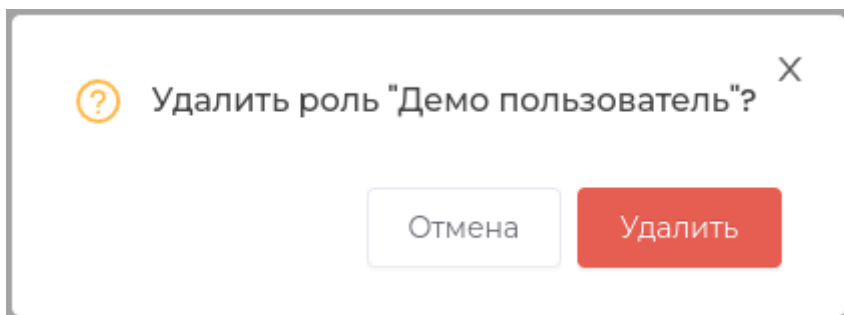 Удалить роль "Демо пользователь"?
Отмена
Удалить